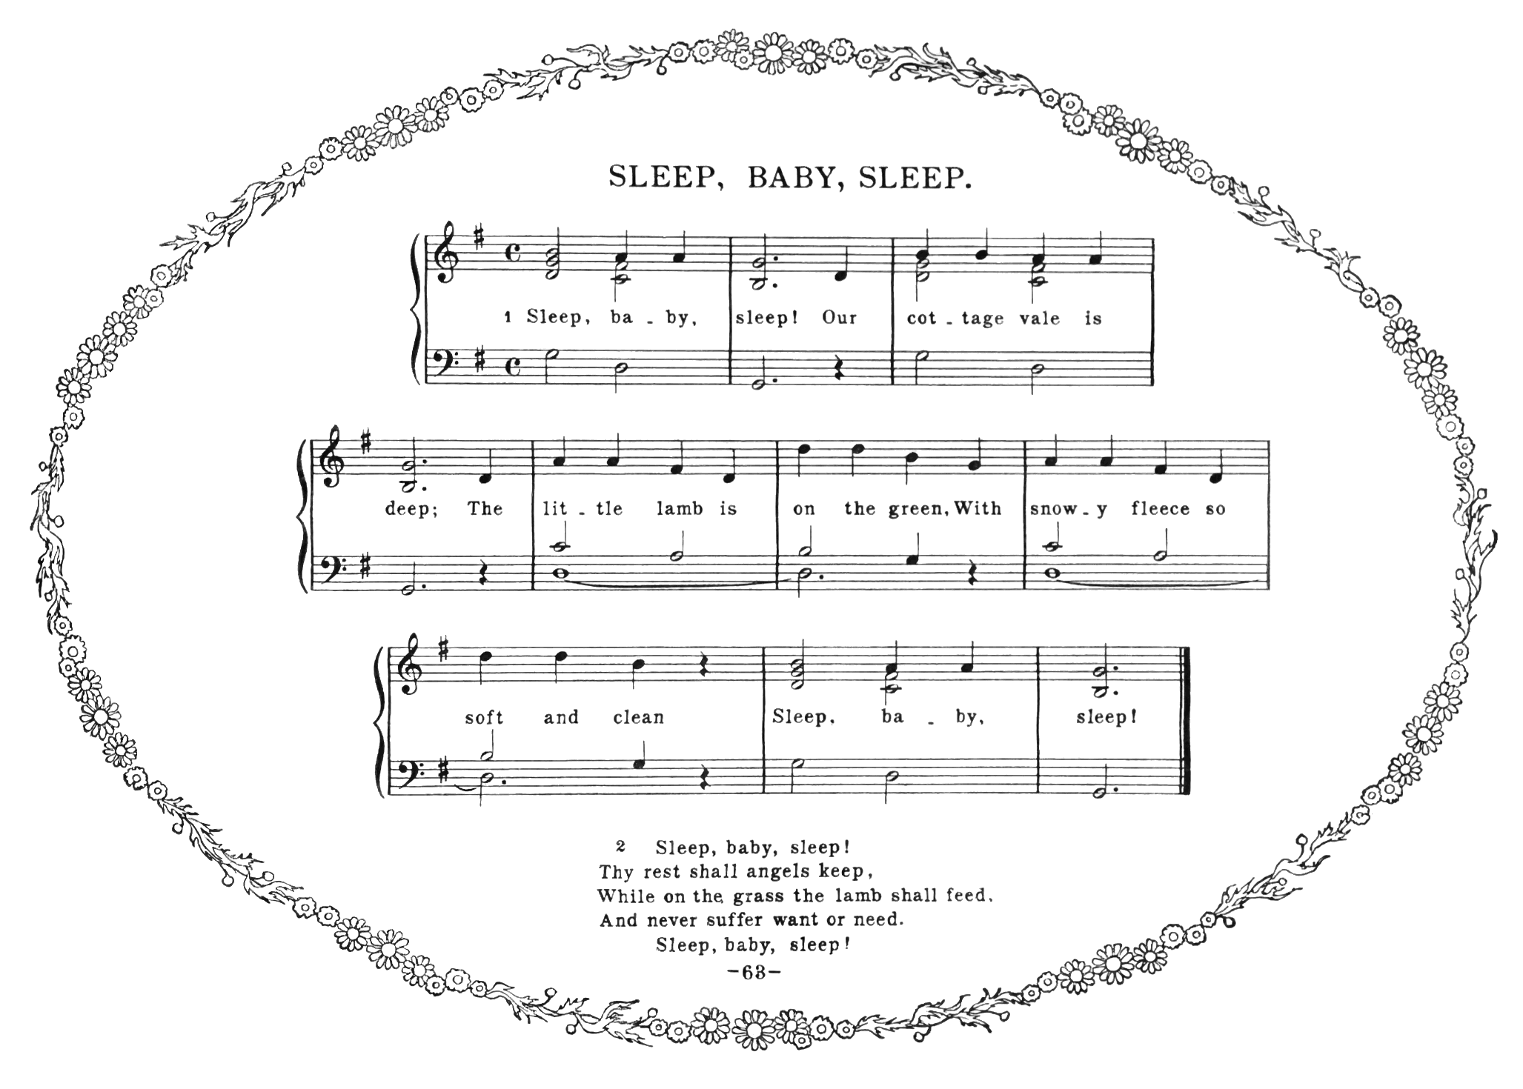 SLEEP, BABY, SLEEP.
1 Sleep, ba - by, sleep! Our cot - tage vale is
deep; The lit - tle lamb is on the green, With snow - y fleece so
soft and clean Sleep, ba - by, sleep!
2 Sleep, baby, sleep!
Thy rest shall angels keep,
While on the grass the lamb shall feed,
And never suffer want or need.
Sleep, baby, sleep!
-63-